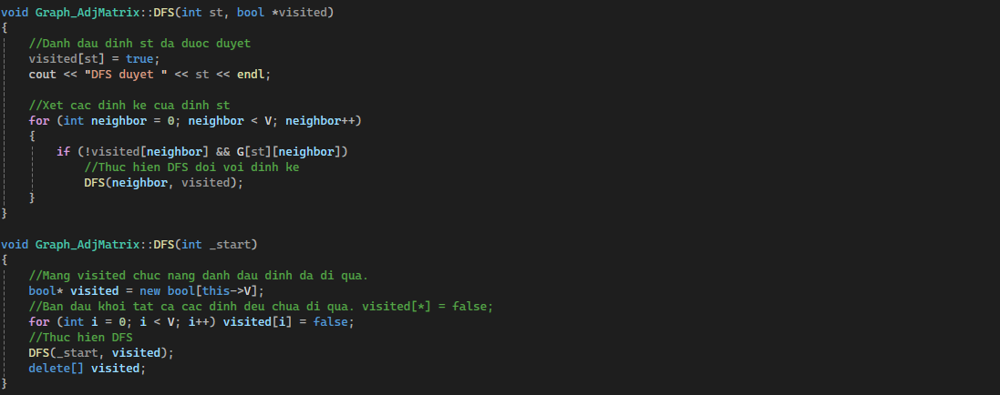 void Graph_AdjMatrix::DFS(int st, bool *visited)
{
    //Danh dau dinh st da duoc duyet
    visited[st] = true;
    cout << "DFS duyet " << st << endl;

    //Xet cac dinh ke cua dinh st
    for (int neighbor = 0; neighbor < V; neighbor++)
    {
        if (!visited[neighbor] && G[st][neighbor])
            //Thuc hien DFS doi voi dinh ke
            DFS(neighbor, visited);
    }
}

void Graph_AdjMatrix::DFS(int _start)
{
    //Mang visited chuc nang danh dau dinh da di qua.
    bool* visited = new bool[this->V];
    //Ban dau khoi tat ca cac dinh deu chua di qua. visited[*] = false;
    for (int i = 0; i < V; i++) visited[i] = false;
    //Thuc hien DFS
    DFS(_start, visited);
    delete[] visited;
}